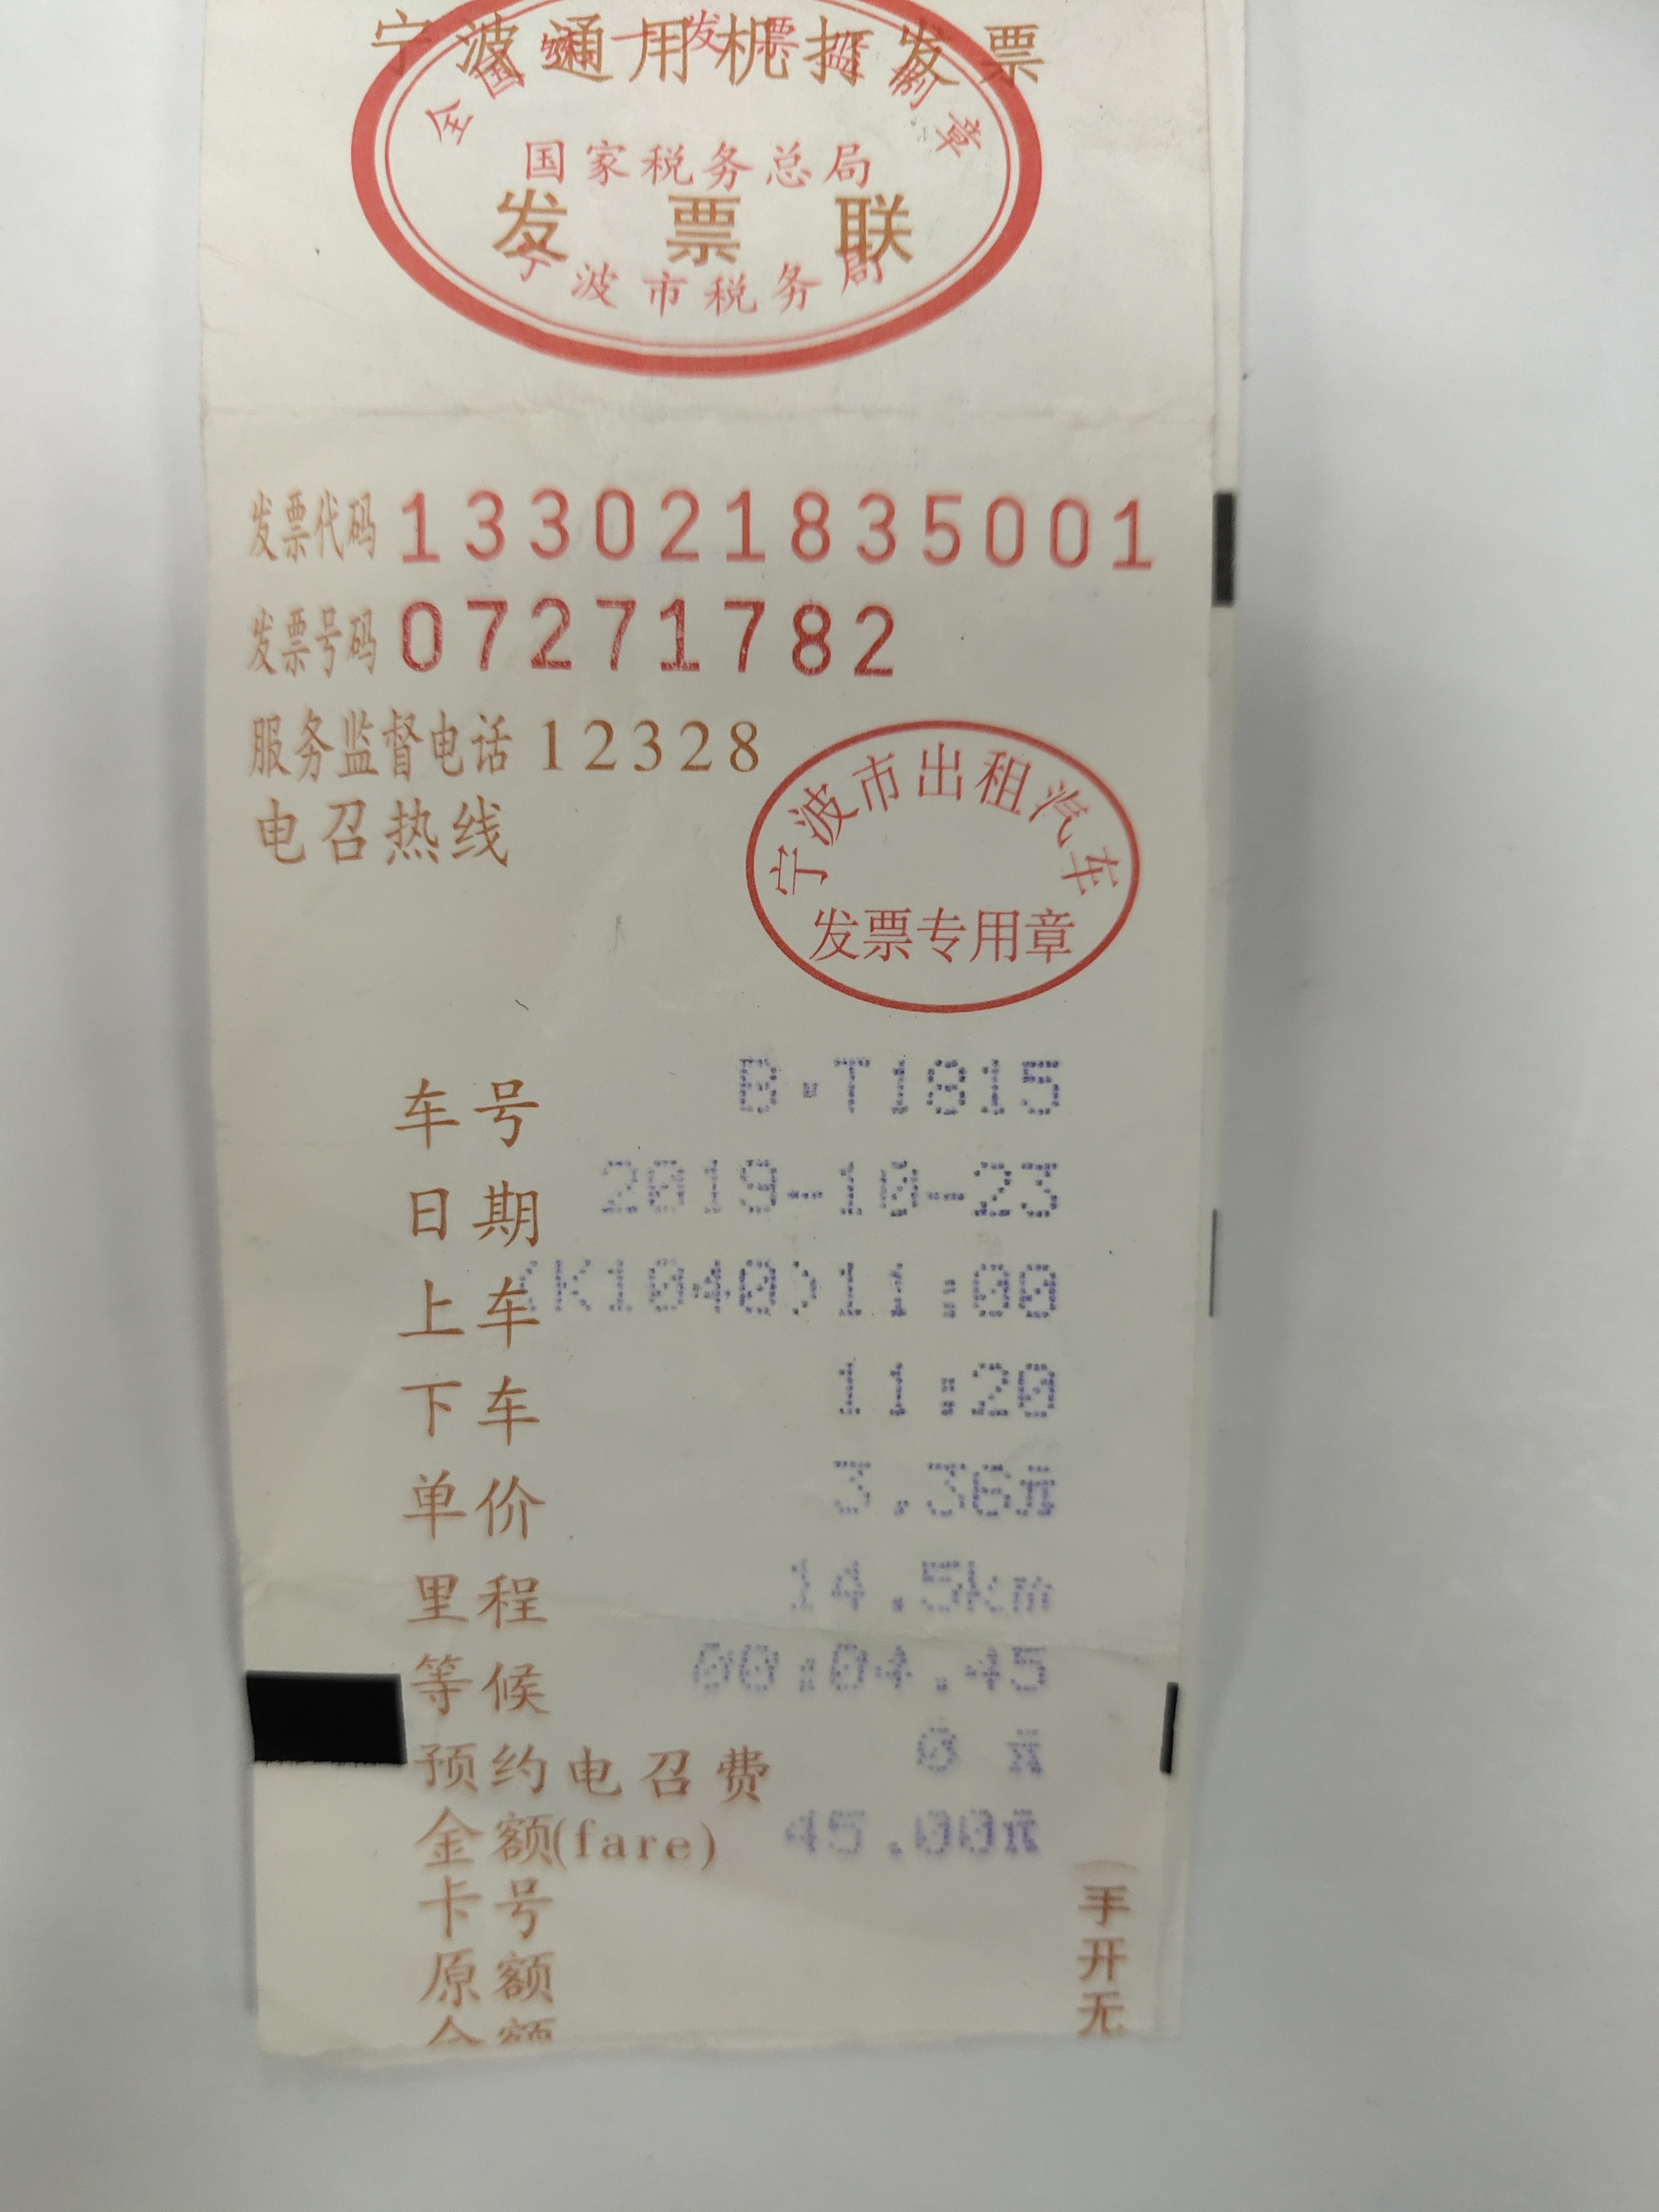 宁波通用机打发票
全国统一发票监制章
国家税务总局
发票联
宁波市税务局
发票代码 133021835001
发票号码 07271782
服务监督电话 12328
电召热线
宁波市出租汽车
发票专用章
车号 B·T1815
日期 2019-10-23
上车 (K1040)11:00
下车 11:20
单价 3.36元
里程 14.5km
等候 00:04.45
预约电召费 0 元
金额(fare) 45.00元
卡号
原额
(手开无